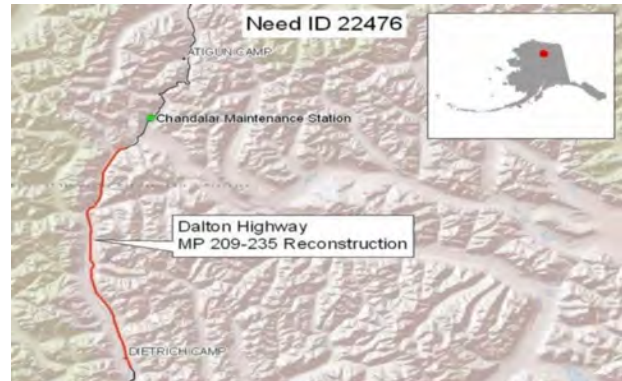 Need ID 22476
ATIGUN CAMP
Chandalar Maintenance Station
Dalton Highway
MP 209-235 Reconstruction
DIETRICH CAMP